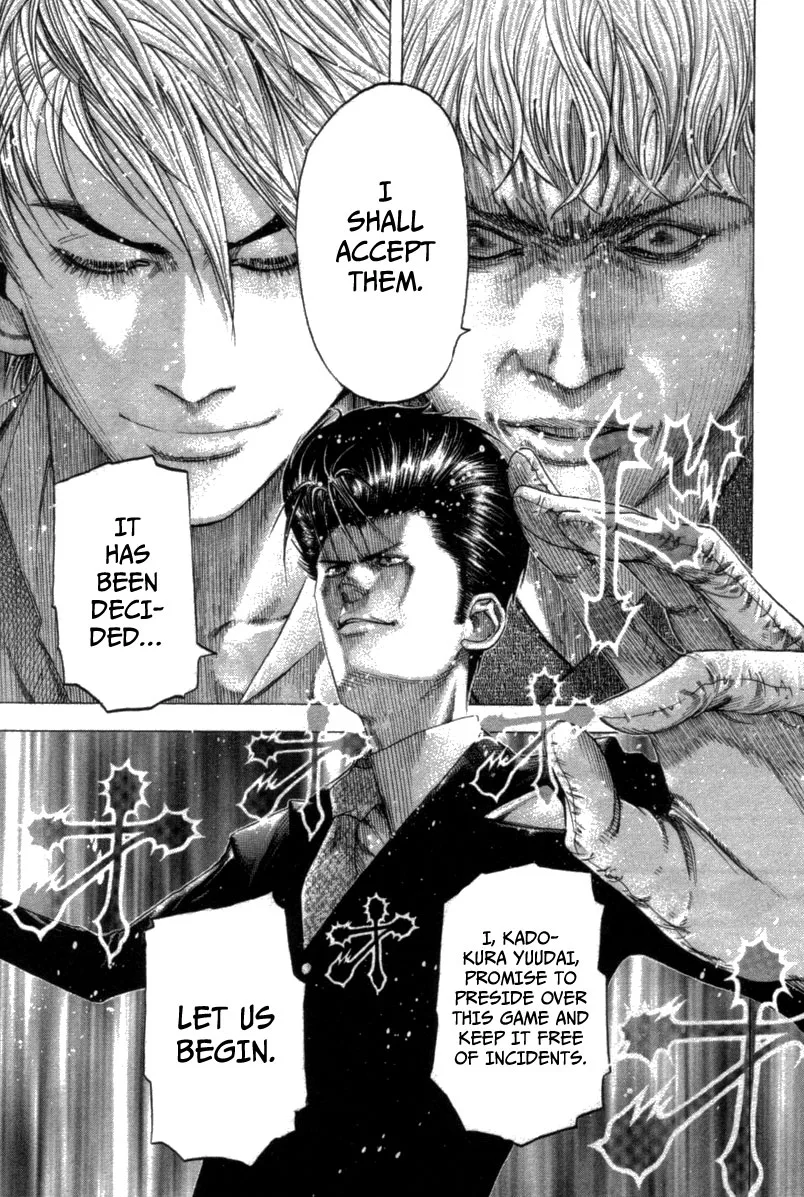 I
SHALL
ACCEPT
THEM.
IT
HAS
BEEN
DECI-
DED...
I, KADO-
KURA YUUDAI,
PROMISE TO
PRESIDE OVER
THIS GAME AND
KEEP IT FREE
OF INCIDENTS.
LET US
BEGIN.